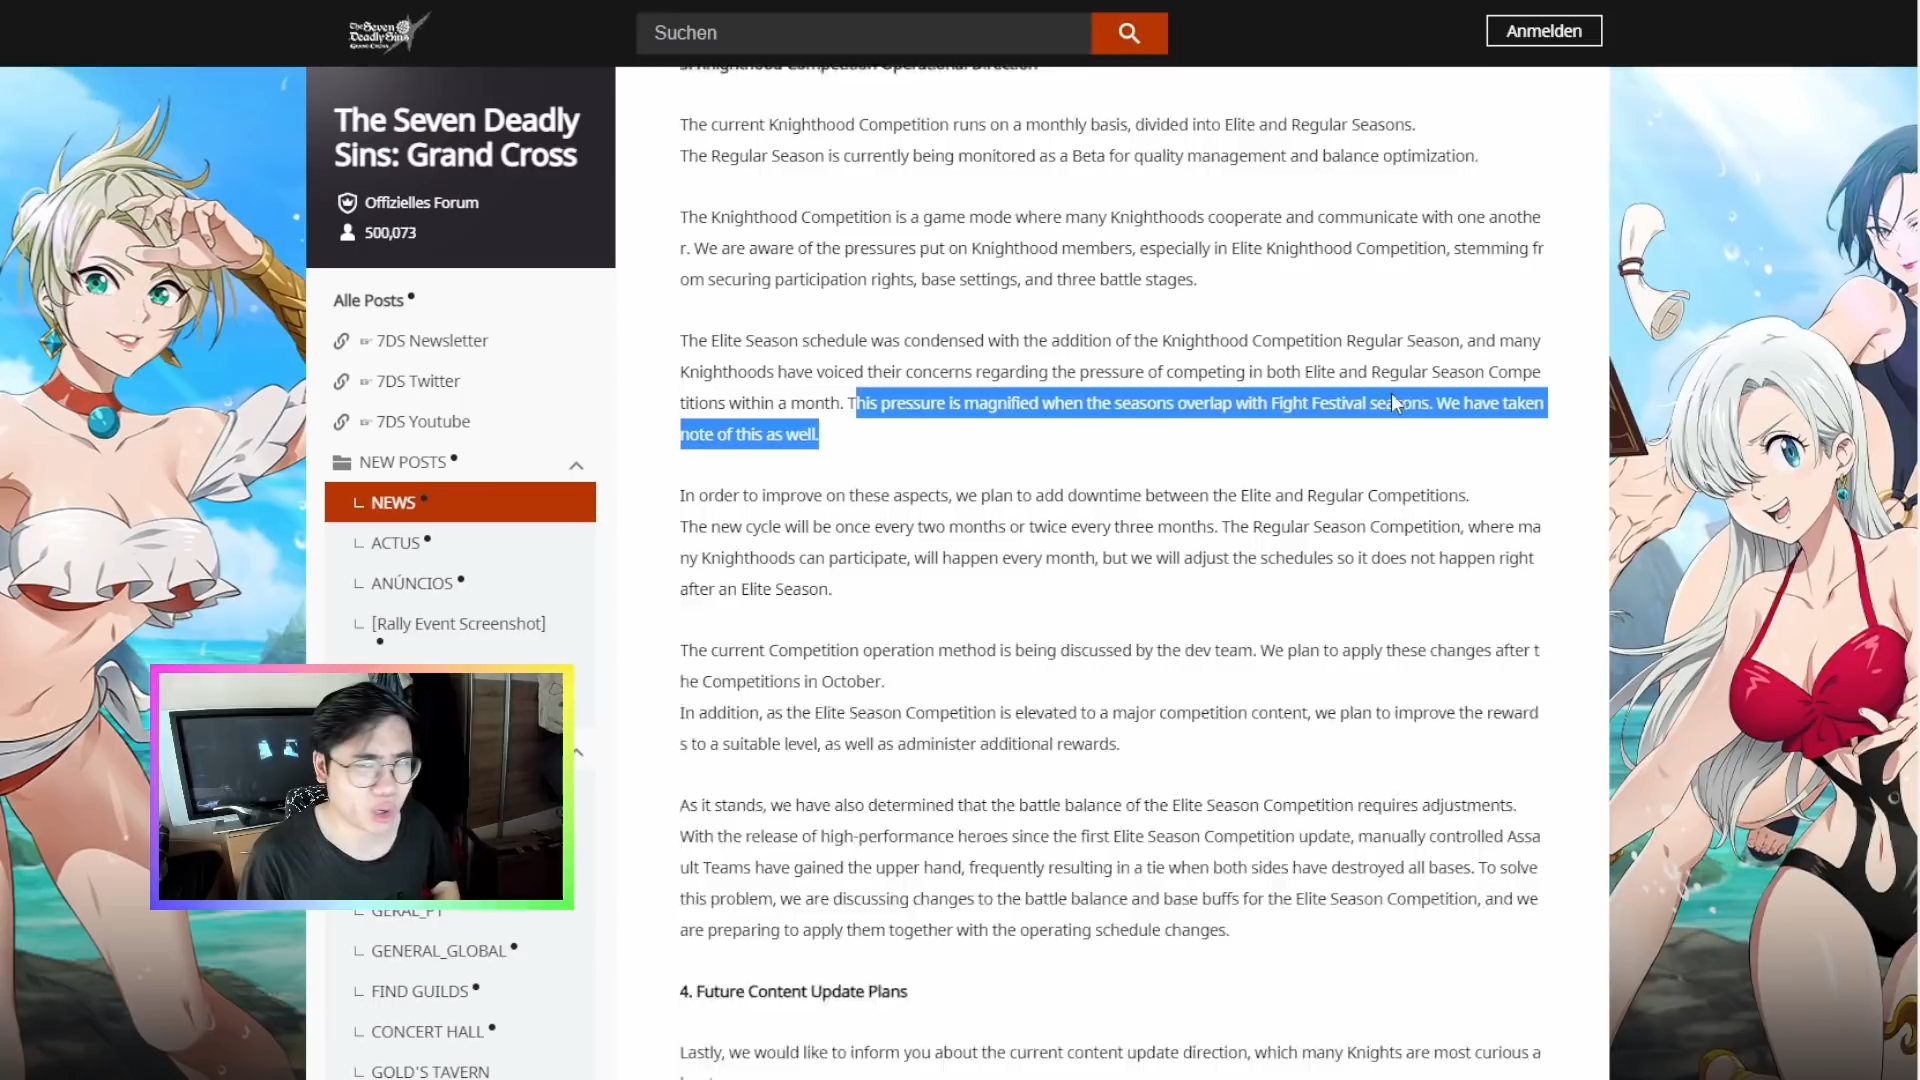 The Seven
Deadly Sins
GRAND CROSS
Suchen
Anmelden
The Seven Deadly
Sins: Grand Cross
Offizielles Forum
500,073
Alle Posts
7DS Newsletter
7DS Twitter
7DS Youtube
NEW POSTS
NEWS
ACTUS
ANÚNCIOS
[Rally Event Screenshot]
GERAL_PT
GENERAL_GLOBAL
FIND GUILDS
CONCERT HALL
GOLD'S TAVERN
3. Knighthood Competition Operational Direction
The current Knighthood Competition runs on a monthly basis, divided into Elite and Regular Seasons.
The Regular Season is currently being monitored as a Beta for quality management and balance optimization.
The Knighthood Competition is a game mode where many Knighthoods cooperate and communicate with one anothe
r. We are aware of the pressures put on Knighthood members, especially in Elite Knighthood Competition, stemming fr
om securing participation rights, base settings, and three battle stages.
The Elite Season schedule was condensed with the addition of the Knighthood Competition Regular Season, and many
Knighthoods have voiced their concerns regarding the pressure of competing in both Elite and Regular Season Compe
titions within a month. This pressure is magnified when the seasons overlap with Fight Festival seasons. We have taken
note of this as well.
In order to improve on these aspects, we plan to add downtime between the Elite and Regular Competitions.
The new cycle will be once every two months or twice every three months. The Regular Season Competition, where ma
ny Knighthoods can participate, will happen every month, but we will adjust the schedules so it does not happen right
after an Elite Season.
The current Competition operation method is being discussed by the dev team. We plan to apply these changes after t
he Competitions in October.
In addition, as the Elite Season Competition is elevated to a major competition content, we plan to improve the reward
s to a suitable level, as well as administer additional rewards.
As it stands, we have also determined that the battle balance of the Elite Season Competition requires adjustments.
With the release of high-performance heroes since the first Elite Season Competition update, manually controlled Assa
ult Teams have gained the upper hand, frequently resulting in a tie when both sides have destroyed all bases. To solve
this problem, we are discussing changes to the battle balance and base buffs for the Elite Season Competition, and we
are preparing to apply them together with the operating schedule changes.
4. Future Content Update Plans
Lastly, we would like to inform you about the current content update direction, which many Knights are most curious a